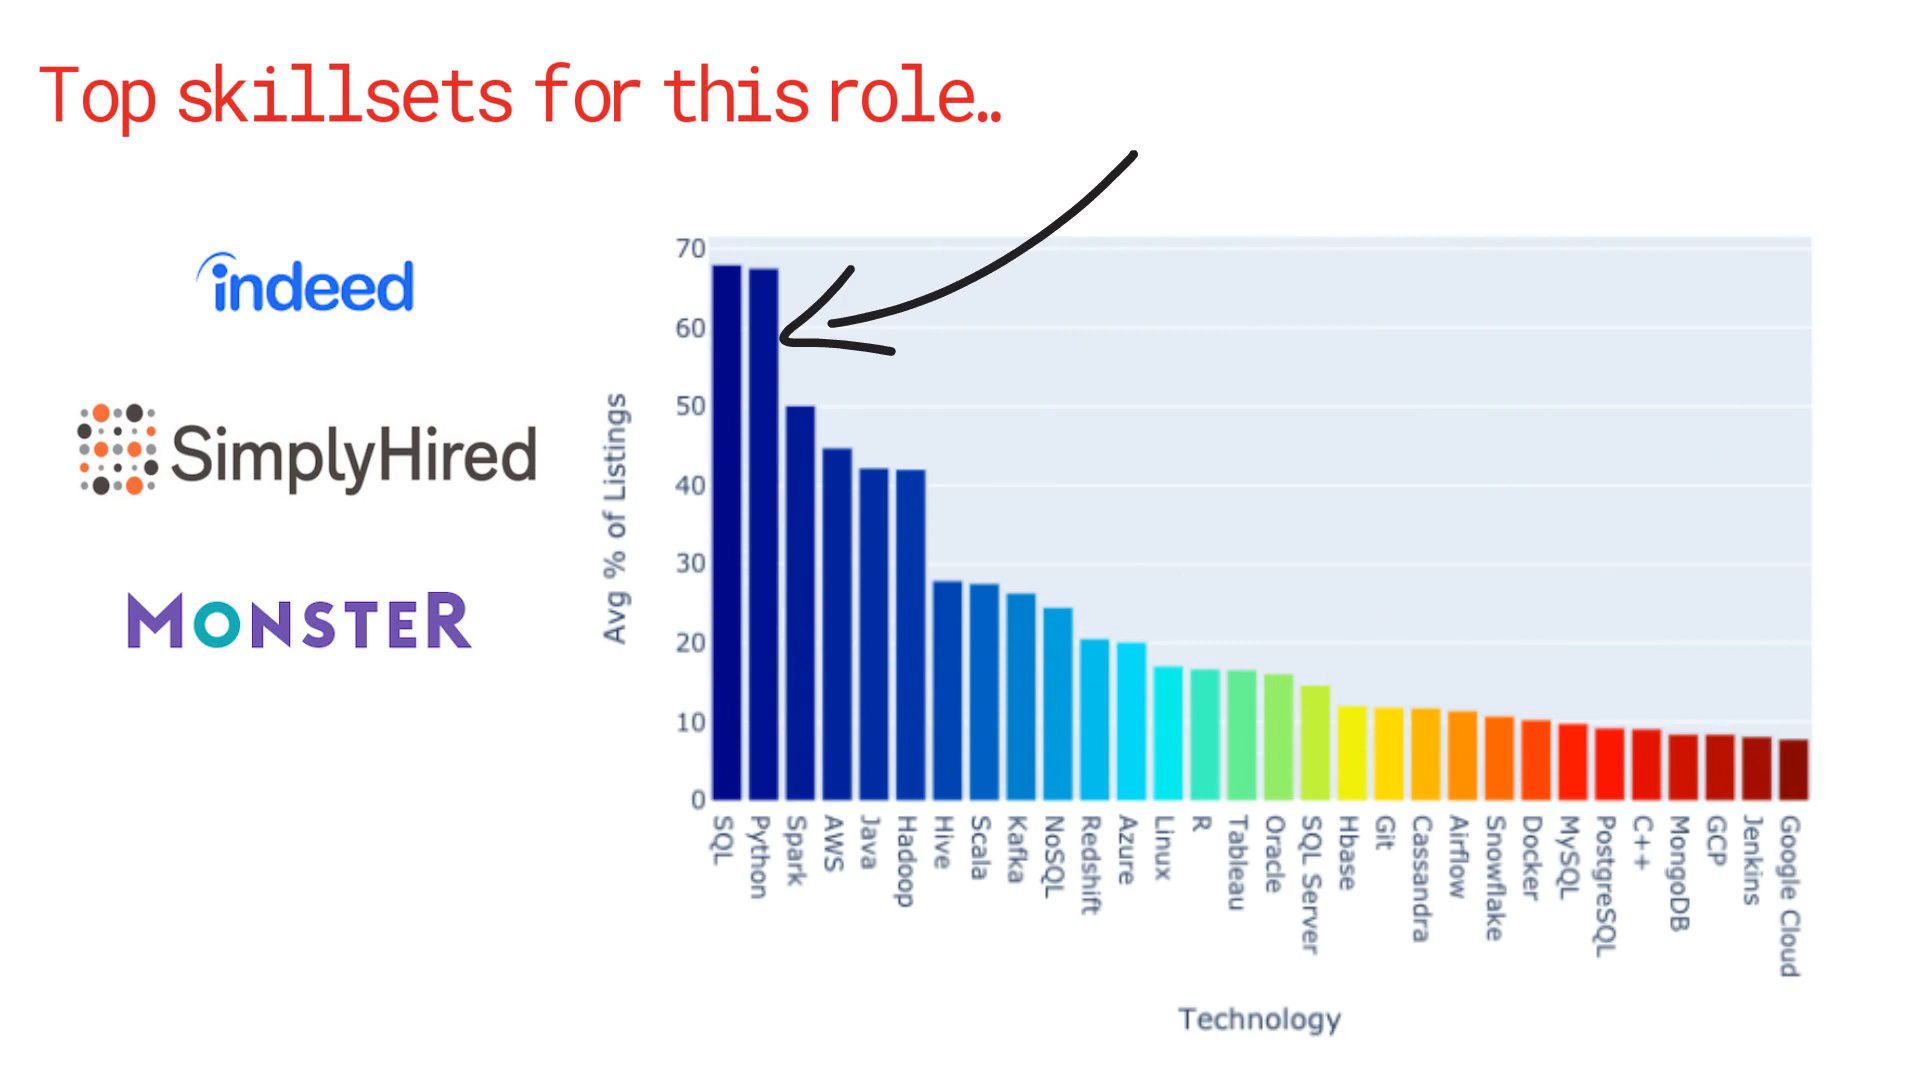 Top skillsets for this role..
indeed
SimplyHired
MONSTER
Avg % of Listings
70
60
50
40
30
20
10
0
SQL
Python
Spark
AWS
Java
Hadoop
Hive
Scala
Kafka
NoSQL
Redshift
Azure
Linux
R
Tableau
Oracle
SQL Server
Hbase
Git
Cassandra
Airflow
Snowflake
Docker
MySQL
PostgreSQL
C++
MongoDB
GCP
Jenkins
Google Cloud
Technology